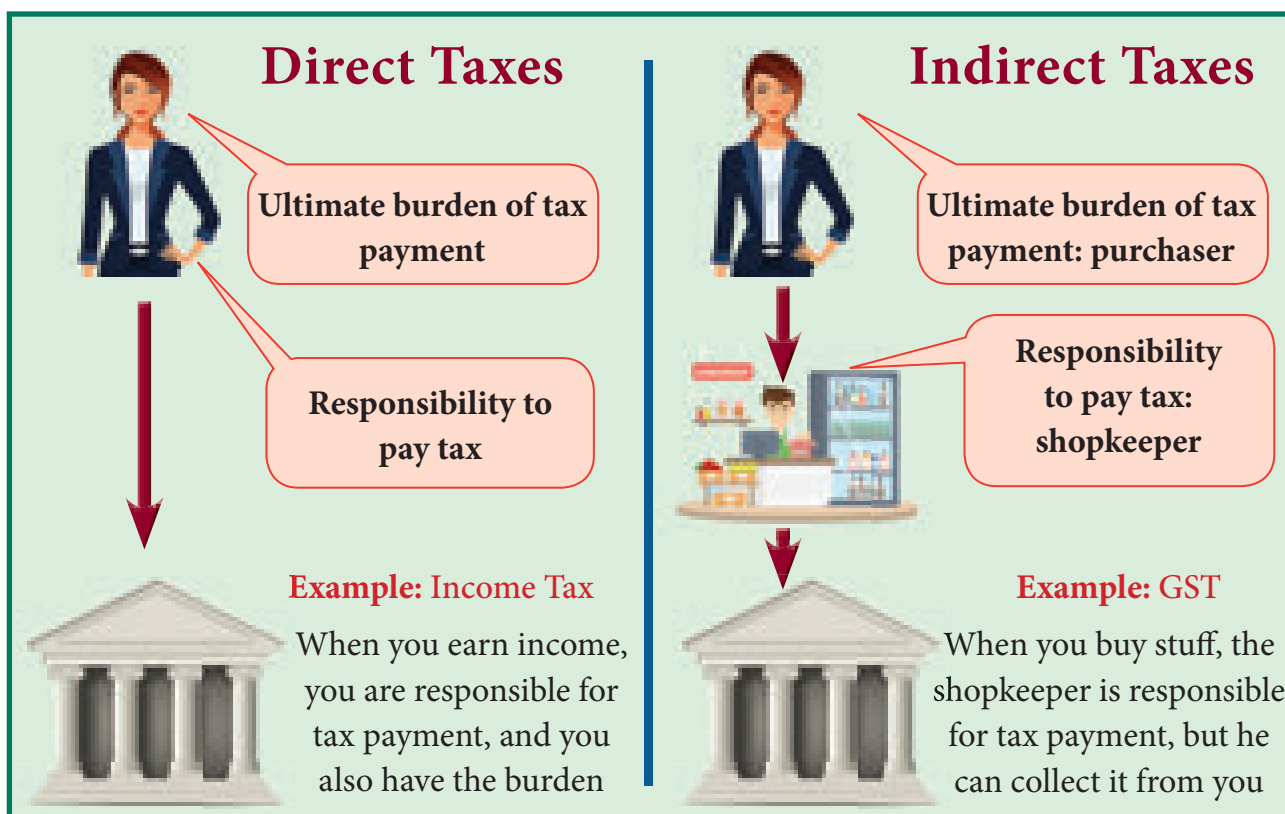 Direct Taxes
Ultimate burden of tax
payment
Responsibility to
pay tax
Example: Income Tax
When you earn income,
you are responsible for
tax payment, and you
also have the burden
Indirect Taxes
Ultimate burden of tax
payment: purchaser
Responsibility
to pay tax:
shopkeeper
Example: GST
When you buy stuff, the
shopkeeper is responsible
for tax payment, but he
can collect it from you